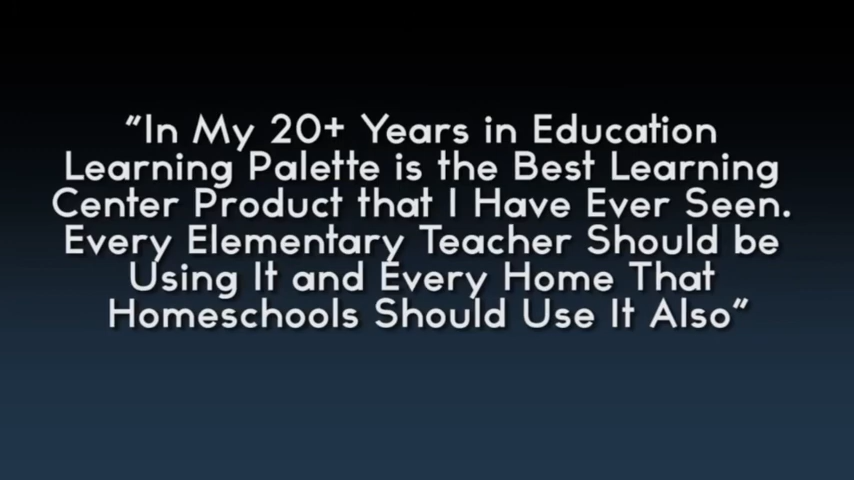 "In My 20+ Years in Education
Learning Palette is the Best Learning
Center Product that I Have Ever Seen.
Every Elementary Teacher Should be
Using It and Every Home That
Homeschools Should Use It Also"